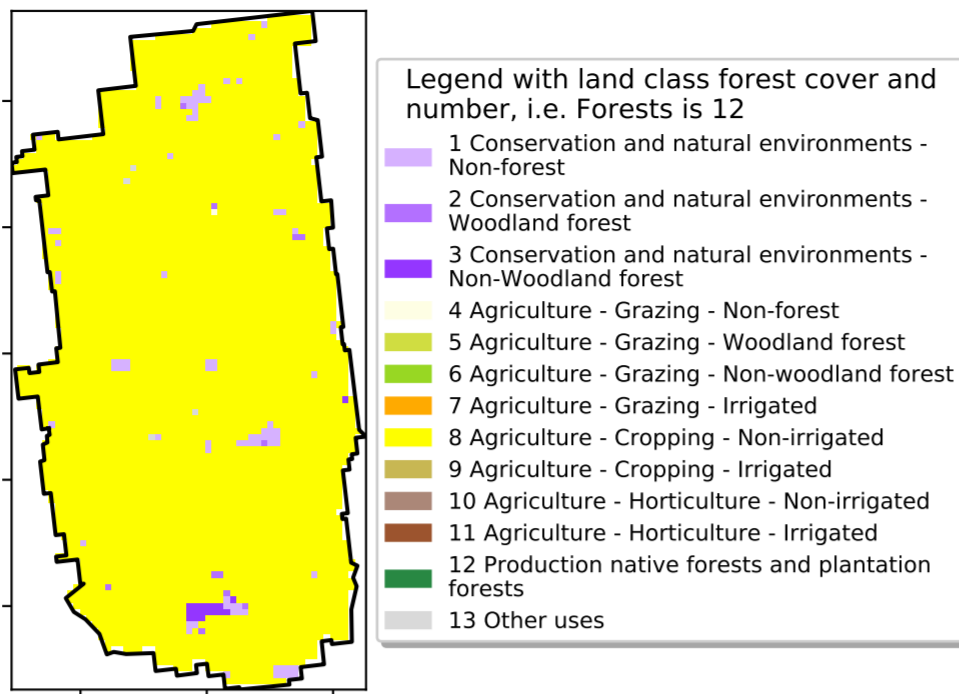 Legend with land class forest cover and
number, i.e. Forests is 12
1 Conservation and natural environments -
Non-forest
2 Conservation and natural environments -
Woodland forest
3 Conservation and natural environments -
Non-Woodland forest
4 Agriculture - Grazing - Non-forest
5 Agriculture - Grazing - Woodland forest
6 Agriculture - Grazing - Non-woodland forest
7 Agriculture - Grazing - Irrigated
8 Agriculture - Cropping - Non-irrigated
9 Agriculture - Cropping - Irrigated
10 Agriculture - Horticulture - Non-irrigated
11 Agriculture - Horticulture - Irrigated
12 Production native forests and plantation
forests
13 Other uses